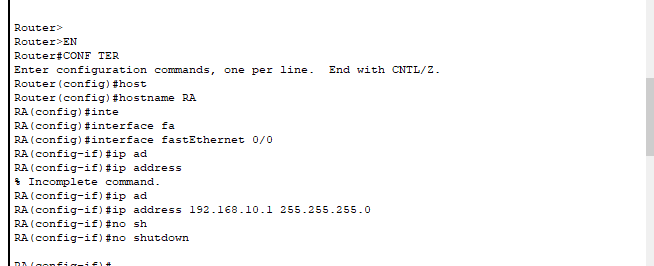 Router>
Router>EN
Router#CONF TER
Enter configuration commands, one per line.  End with CNTL/Z.
Router(config)#host
Router(config)#hostname RA
RA(config)#inte
RA(config)#interface fa
RA(config)#interface fastEthernet 0/0
RA(config-if)#ip ad
RA(config-if)#ip address
% Incomplete command.
RA(config-if)#ip ad
RA(config-if)#ip address 192.168.10.1 255.255.255.0
RA(config-if)#no sh
RA(config-if)#no shutdown
RA(config-if)#